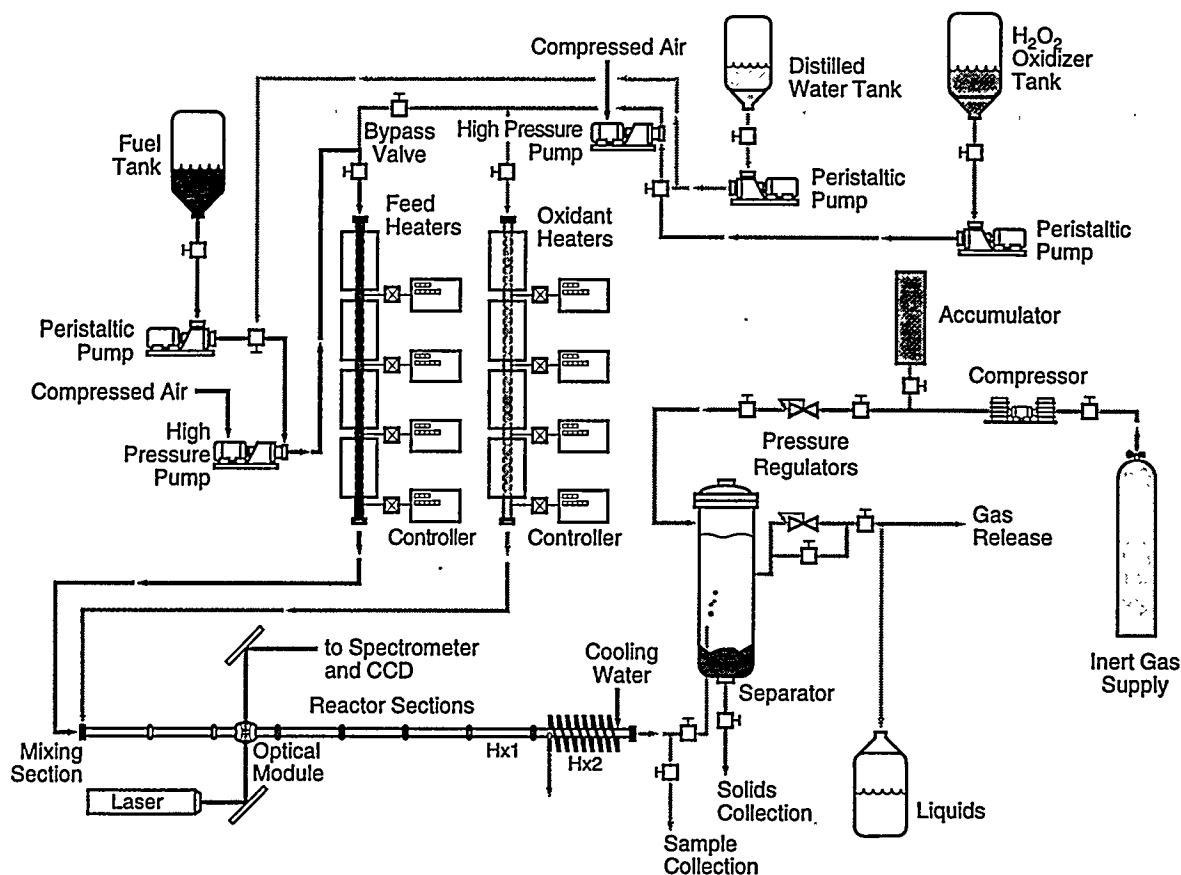 Compressed Air
H2O2
Oxidizer
Tank
Distilled
Water Tank
Fuel
Tank
Bypass
Valve
High Pressure
Pump
Peristaltic
Pump
Feed
Heaters
Oxidant
Heaters
Peristaltic
Pump
Accumulator
Peristaltic
Pump
Compressor
Compressed Air
High
Pressure
Pump
Pressure
Regulators
Controller
Controller
Gas
Release
to Spectrometer
and CCD
Cooling
Water
Inert Gas
Supply
Separator
Reactor Sections
Mixing
Section
Optical
Module
Hx1
Hx2
Laser
Solids
Collection
Liquids
Sample
Collection